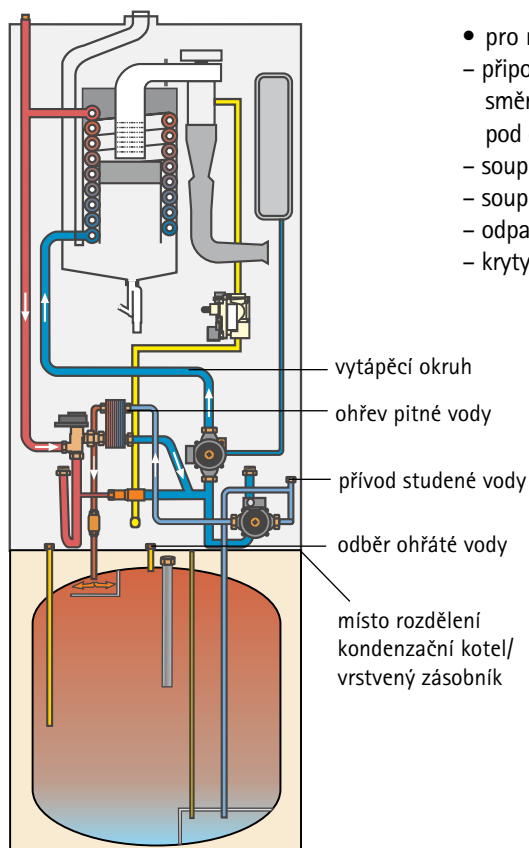 • pro
– připo
směr
pod
– soup
– soup
– odpa
– kryty
vytápěcí okruh
ohřev pitné vody
přívod studené vody
odběr ohřáté vody
místo rozdělení
kondenzační kotel/
vrstvený zásobník